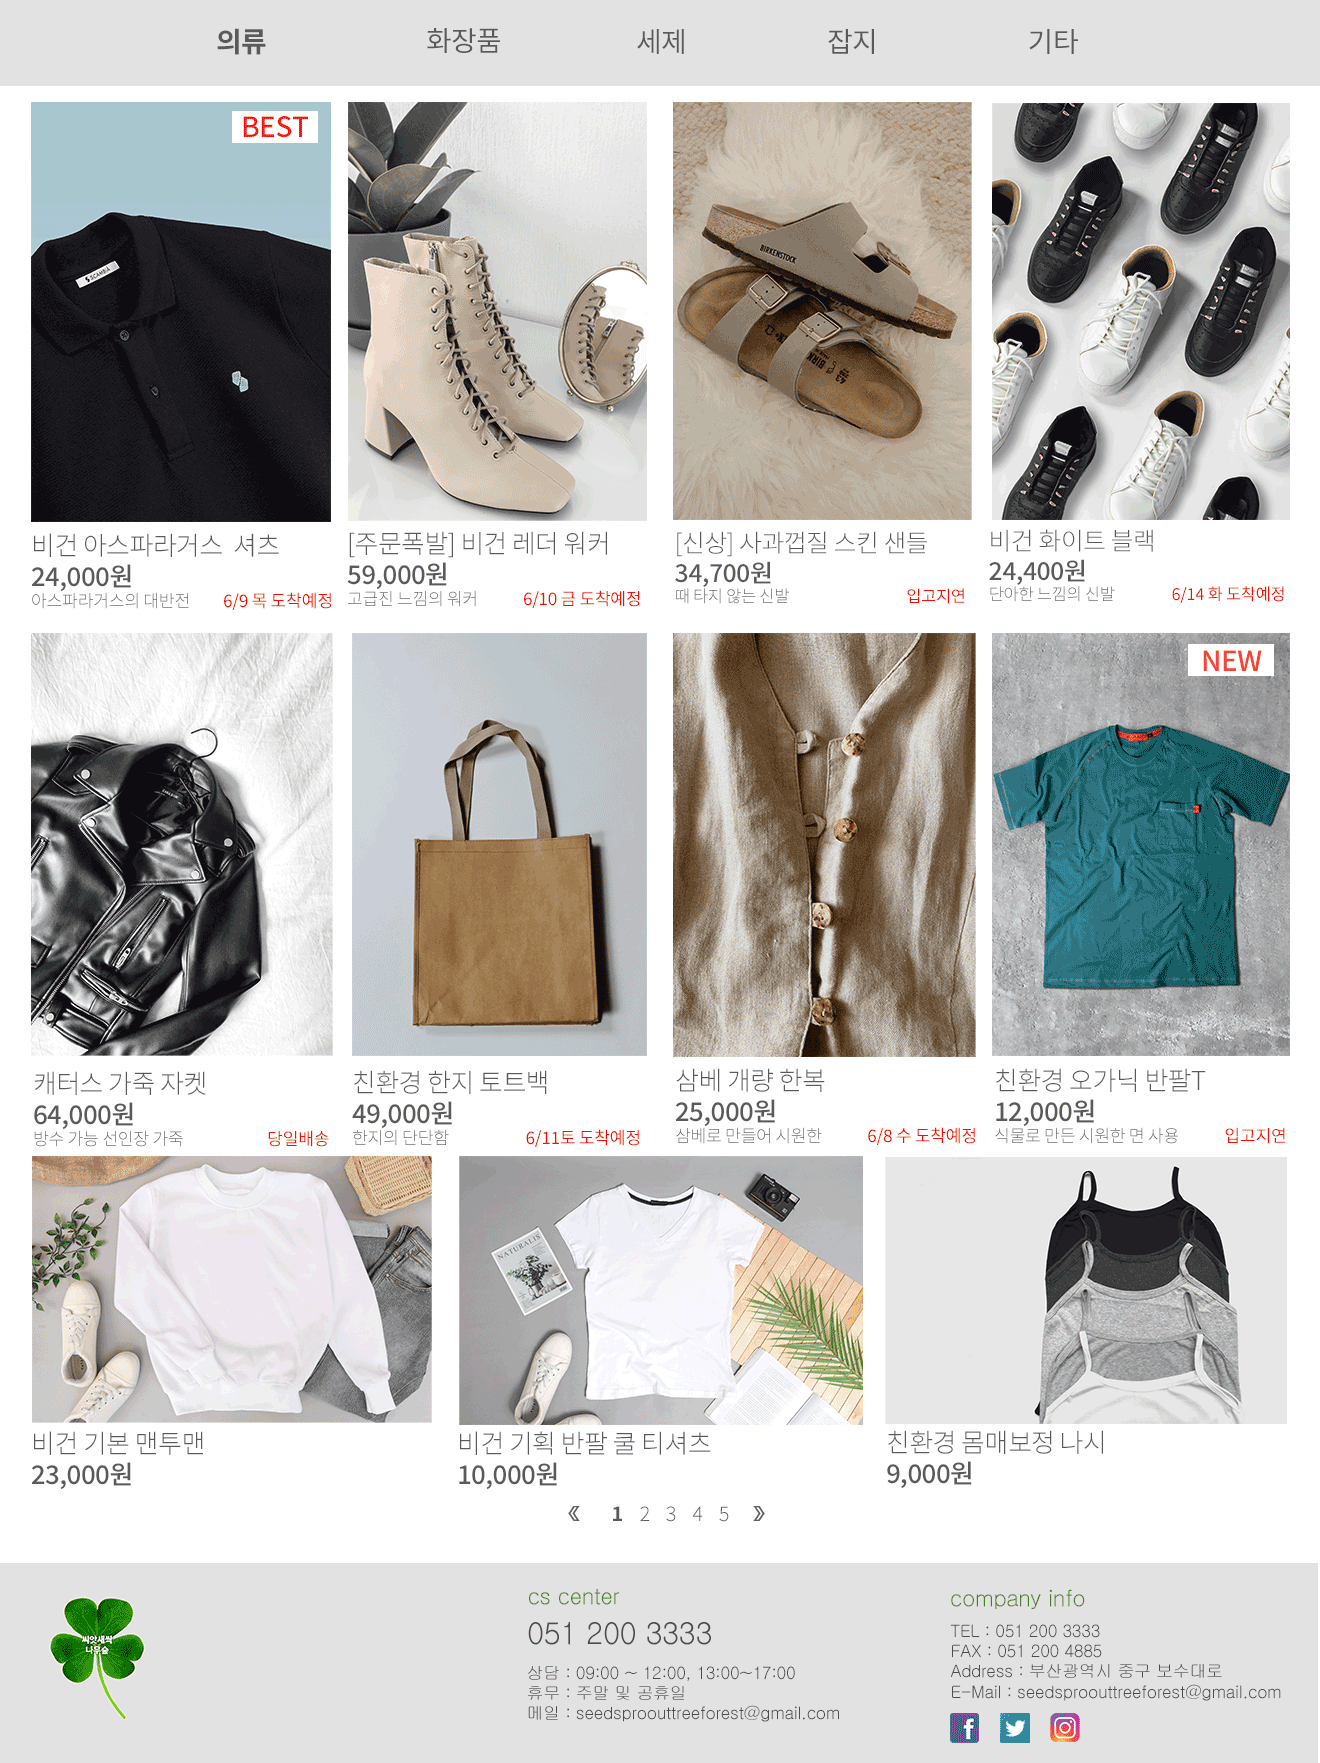 의류
화장품
세제
잡지
기타
BEST
SCAMBIA
BIRKENSTOCK
비건 아스파라거스 셔츠
24,000원
아스파라거스의 대반전
6/9 목 도착예정
[주문폭발] 비건 레더 워커
59,000원
고급진 느낌의 워커
6/10 금 도착예정
[신상] 사과껍질 스킨 샌들
34,700원
때 타지 않는 신발
입고지연
비건 화이트 블랙
24,400원
단아한 느낌의 신발
6/14 화 도착예정
NEW
캐터스 가죽 자켓
64,000원
방수 가능 선인장 가죽
당일배송
친환경 한지 토트백
49,000원
한지의 단단함
6/11토 도착예정
삼베 개량 한복
25,000원
삼베로 만들어 시원한
6/8 수 도착예정
친환경 오가닉 반팔T
12,000원
식물로 만든 시원한 면 사용
입고지연
NATURALIS
비건 기본 맨투맨
23,000원
비건 기획 반팔 쿨 티셔츠
10,000원
친환경 몸매보정 나시
9,000원
《 1 2 3 4 5 》
씨앗새싹
나무숲
cs center
051 200 3333
상담 : 09:00 ~ 12:00, 13:00~17:00
휴무 : 주말 및 공휴일
메일 : seedsproouttreeforest@gmail.com
company info
TEL : 051 200 3333
FAX : 051 200 4885
Address : 부산광역시 중구 보수대로
E-Mail : seedsproouttreeforest@gmail.com